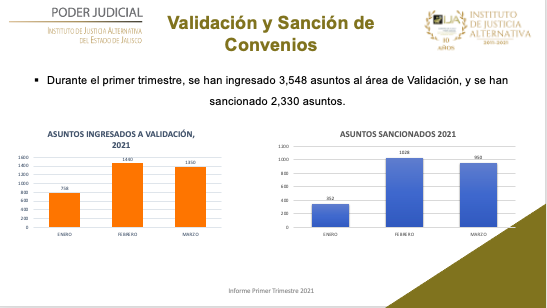 PODER JUDICIAL
INSTITUTO DE JUSTICIA ALTERNATIVA
DEL ESTADO DE JALISCO
Validación y Sanción de
Convenios
IJA
10
AÑOS
INSTITUTO
DE JUSTICIA
ALTERNATIVA
Durante el primer trimestre, se han ingresado 3,548 asuntos al área de Validación, y se han
sancionado 2,330 asuntos.
ASUNTOS INGRESADOS A VALIDACIÓN,
2021
1600
1400
1200
1000
800
600
400
200
0
758
1440
1350
ENERO
FEBRERO
MARZO
ASUNTOS SANCIONADOS 2021
1200
1000
800
600
400
200
0
352
1028
950
ENERO
FEBRERO
MARZO
Informe Primer Trimestre 2021